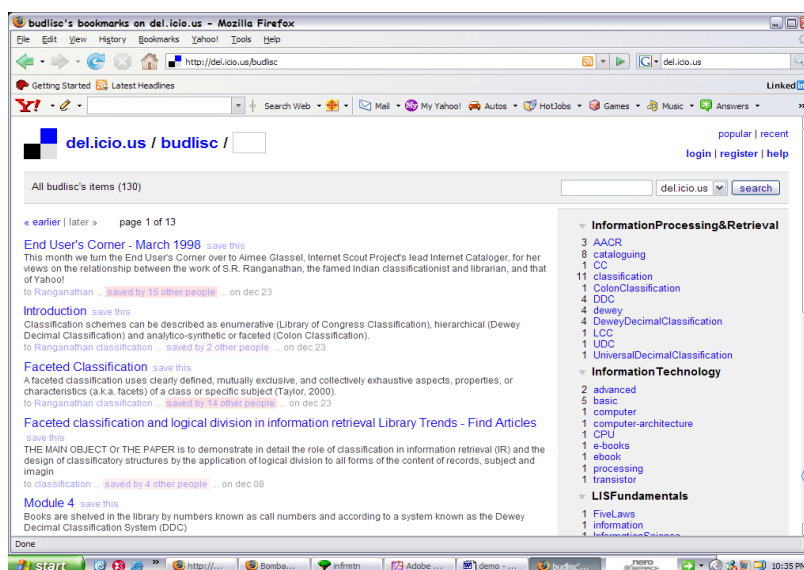 budlisc's bookmarks on del.icio.us - Mozilla Firefox
File Edit View History Bookmarks Yahoo! Tools Help
http://del.icio.us/budlisc
del.icio.us
Getting Started Latest Headlines
Linked in
Y! Search Web Mail My Yahoo! Autos HotJobs Games Music Answers
popular | recent
del.icio.us / budlisc /
login | register | help
All budlisc's items (130)
del.icio.us search
« earlier | later » page 1 of 13
End User's Corner - March 1998 save this
This month we turn the End User's Corner over to Aimee Glassel, Internet Scout Project's lead Internet Cataloger, for her
views on the relationship between the work of S.R. Ranganathan, the famed Indian classificationist and librarian, and that
of Yahoo!
to Ranganathan ... saved by 15 other people ... on dec 23
Introduction save this
Classification schemes can be described as enumerative (Library of Congress Classification), hierarchical (Dewey
Decimal Classification) and analytico-synthetic or faceted (Colon Classification).
to Ranganathan classification ... saved by 2 other people ... on dec 23
Faceted Classification save this
A faceted classification uses clearly defined, mutually exclusive, and collectively exhaustive aspects, properties, or
characteristics (a.k.a. facets) of a class or specific subject (Taylor, 2000).
to Ranganathan classification ... saved by 14 other people ... on dec 23
Faceted classification and logical division in information retrieval Library Trends - Find Articles
save this
THE MAIN OBJECT Or THE PAPER is to demonstrate in detail the role of classification in information retrieval (IR) and the
design of classificatory structures by the application of logical division to all forms of the content of records, subject and
imagin
to classification ... saved by 4 other people ... on dec 08
Module 4 save this
Books are shelved in the library by numbers known as call numbers and according to a system known as the Dewey
Decimal Classification System (DDC)
InformationProcessing&Retrieval
3 AACR
8 cataloguing
1 CC
11 classification
1 ColonClassification
4 DDC
4 dewey
4 DeweyDecimalClassification
1 LCC
1 UDC
1 UniversalDecimalClassification
InformationTechnology
2 advanced
5 basic
1 computer
1 computer-architecture
1 CPU
1 e-books
1 ebook
1 processing
1 transistor
LISFundamentals
1 FiveLaws
1 information
1 InformationScience
Done
start http://... Bomba... infrmtn Adobe ... demo - ... budlisc'... nero SEARCH 10:35 PM